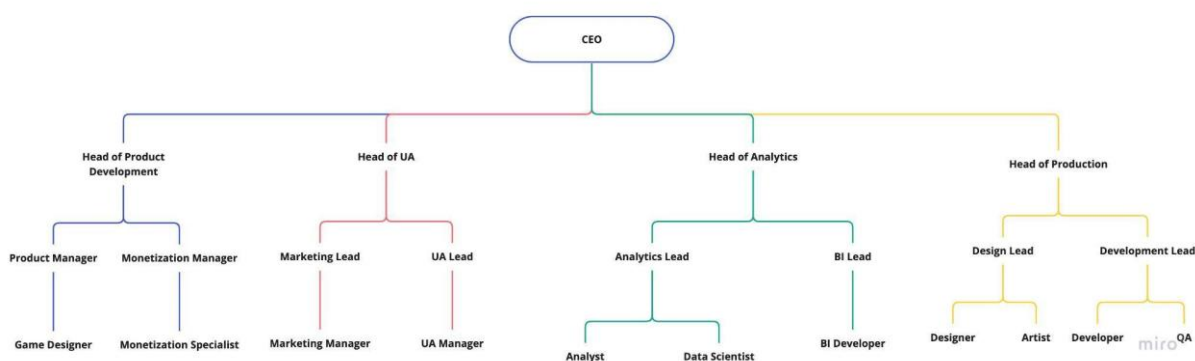 CEO
Head of Product
Development
Head of UA
Head of Analytics
Head of Production
Product Manager
Monetization Manager
Marketing Lead
UA Lead
Analytics Lead
BI Lead
Design Lead
Development Lead
Game Designer
Monetization Specialist
Marketing Manager
UA Manager
Analyst
Data Scientist
BI Developer
Designer
Artist
Developer
QA
miro